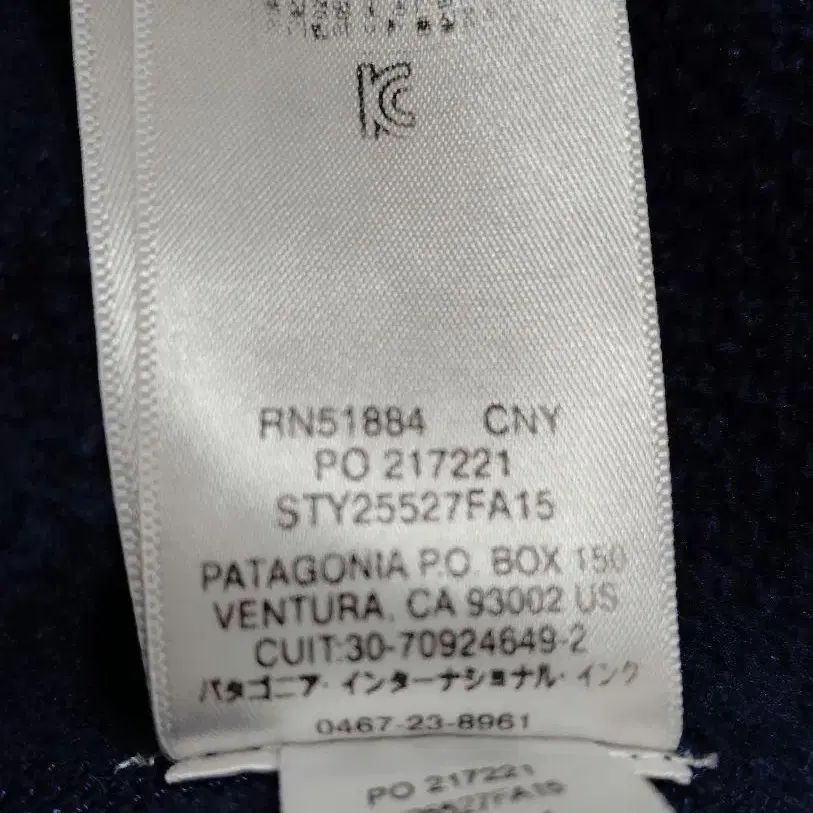 RN51884 CNY
PO 217221
STY25527FA15
PATAGONIA P.O. BOX 150
VENTURA, CA 93002 US
CUIT:30-70924649-2
パタゴニア・インターナショナル・インク
0467-23-8961
PO 217221